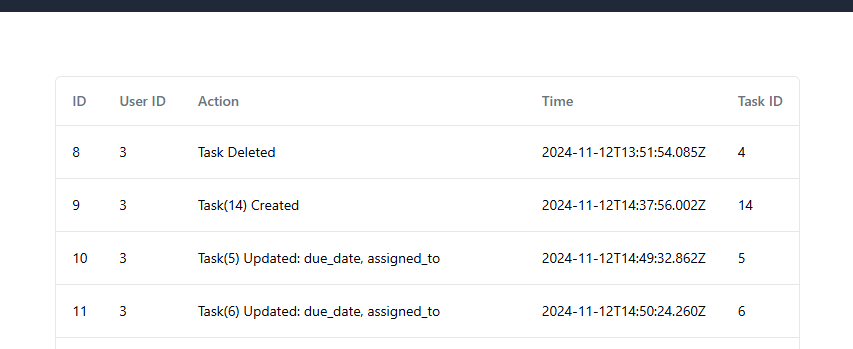 ID User ID Action Time Task ID
8 3 Task Deleted 2024-11-12T13:51:54.085Z 4
9 3 Task(14) Created 2024-11-12T14:37:56.002Z 14
10 3 Task(5) Updated: due_date, assigned_to 2024-11-12T14:49:32.862Z 5
11 3 Task(6) Updated: due_date, assigned_to 2024-11-12T14:50:24.260Z 6